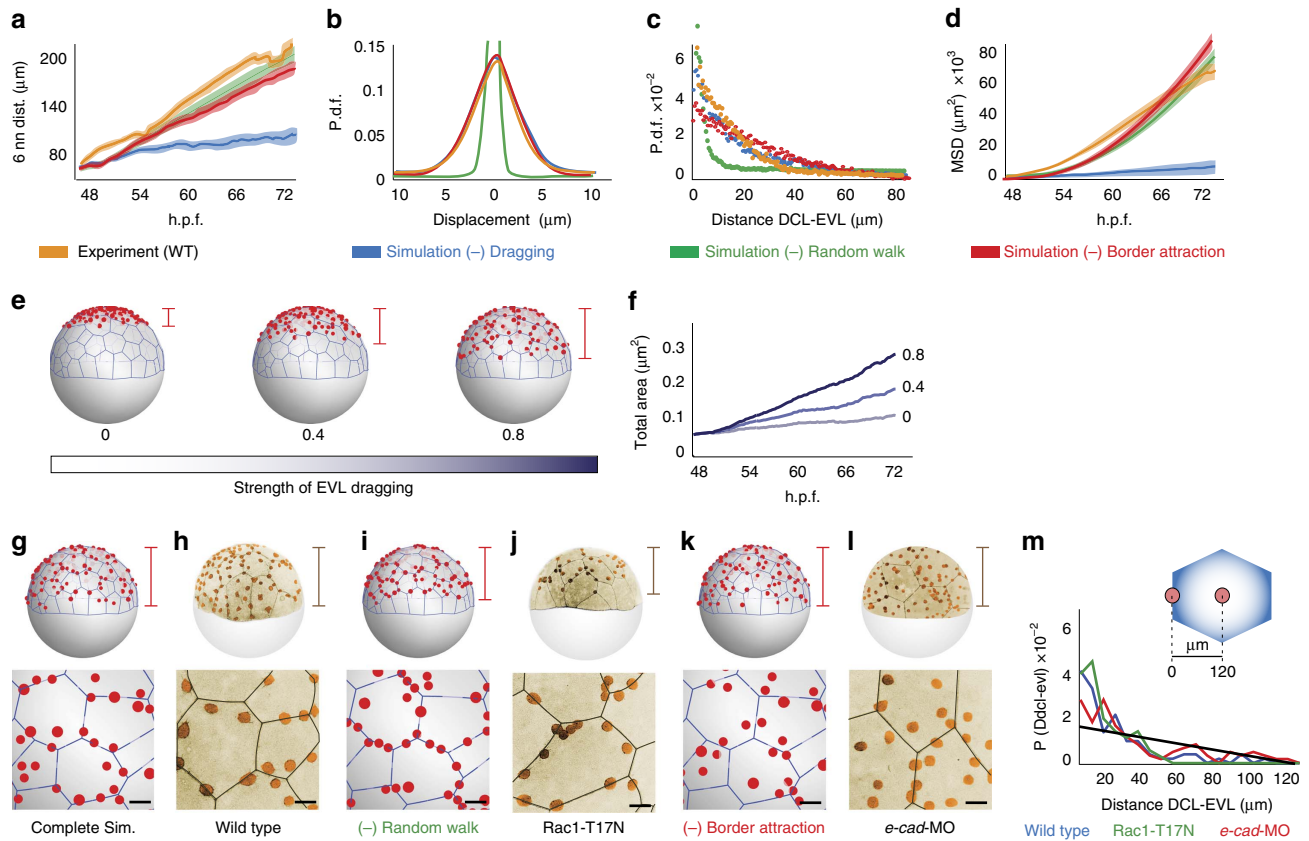 a
200
140
80
6 nn dist. (μm)
48 54 60 66 72
h.p.f.
b
0.15
0.1
0.05
0
P.d.f.
10 5 0 5 10
Displacement (μm)
c
6
4
2
0
P.d.f. ×10⁻²
0 20 40 60 80
Distance DCL-EVL (μm)
d
80
60
40
20
0
MSD (μm²) ×10³
48 54 60 66 72
h.p.f.
Experiment (WT)
Simulation (–) Dragging
Simulation (–) Random walk
Simulation (–) Border attraction
e
0
0.4
0.8
Strength of EVL dragging
f
0.3
0.2
0.1
0
Total area (μm²)
0.8
0.4
0
48 54 60 66 72
h.p.f.
g
Complete Sim.
h
Wild type
i
(–) Random walk
j
Rac1-T17N
k
(–) Border attraction
l
e-cad-MO
m
μm
0 120
6
4
2
0
P (Ddcl-evl) ×10⁻²
20 40 60 80 100 120
Distance DCL-EVL (μm)
Wild type Rac1-T17N e-cad-MO